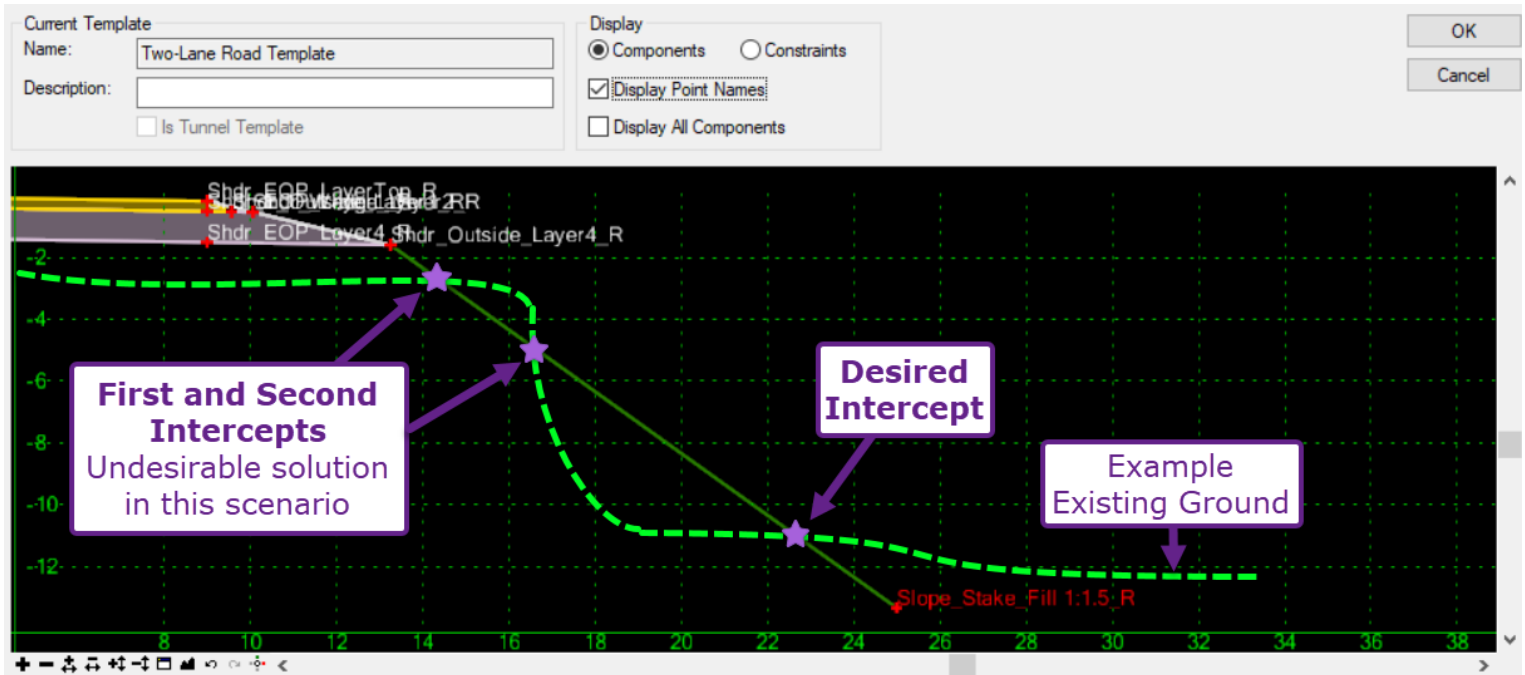 Current Template
Name:
Two-Lane Road Template
Description:
Is Tunnel Template
Display
Components
Constraints
Display Point Names
Display All Components
OK
Cancel
Shdr_EOP_LayerTop_R
Shdr_EOP_Layer4_R
Shdr_Outside_Layer4_R
-2
-4
-6
-8
-10
-12
First and Second
Intercepts
Undesirable solution
in this scenario
Desired
Intercept
Example
Existing Ground
Slope_Stake_Fill 1:1.5_R
8 10 12 14 16 18 20 22 24 26 28 30 32 34 36 38